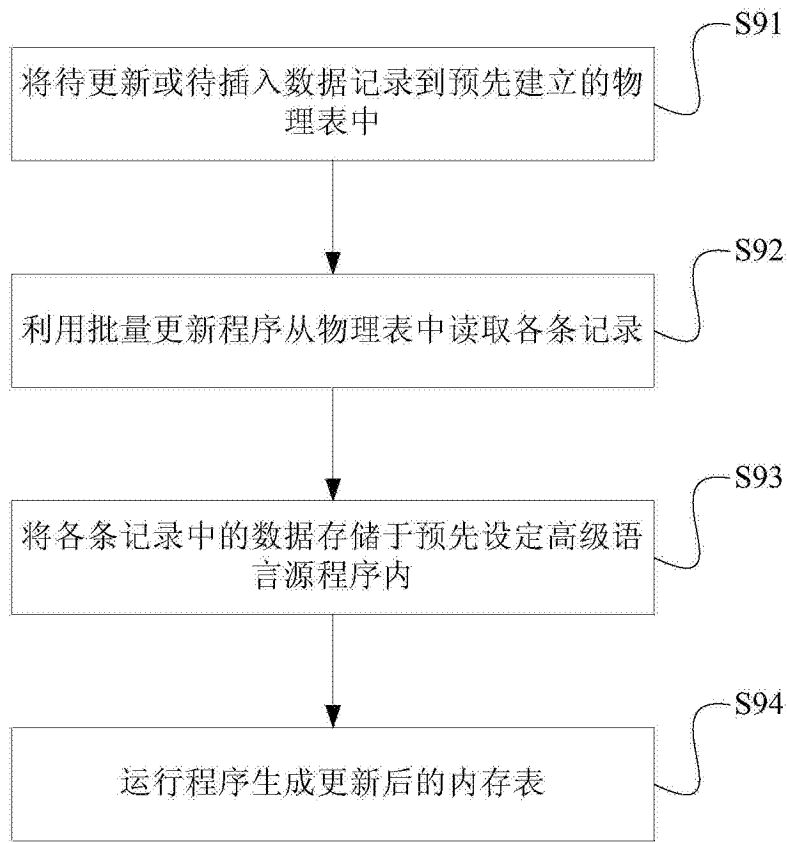 S91
将待更新或待插入数据记录到预先建立的物
理表中
S92
利用批量更新程序从物理表中读取各条记录
S93
将各条记录中的数据存储于预先设定高级语
言源程序内
S94
运行程序生成更新后的内存表